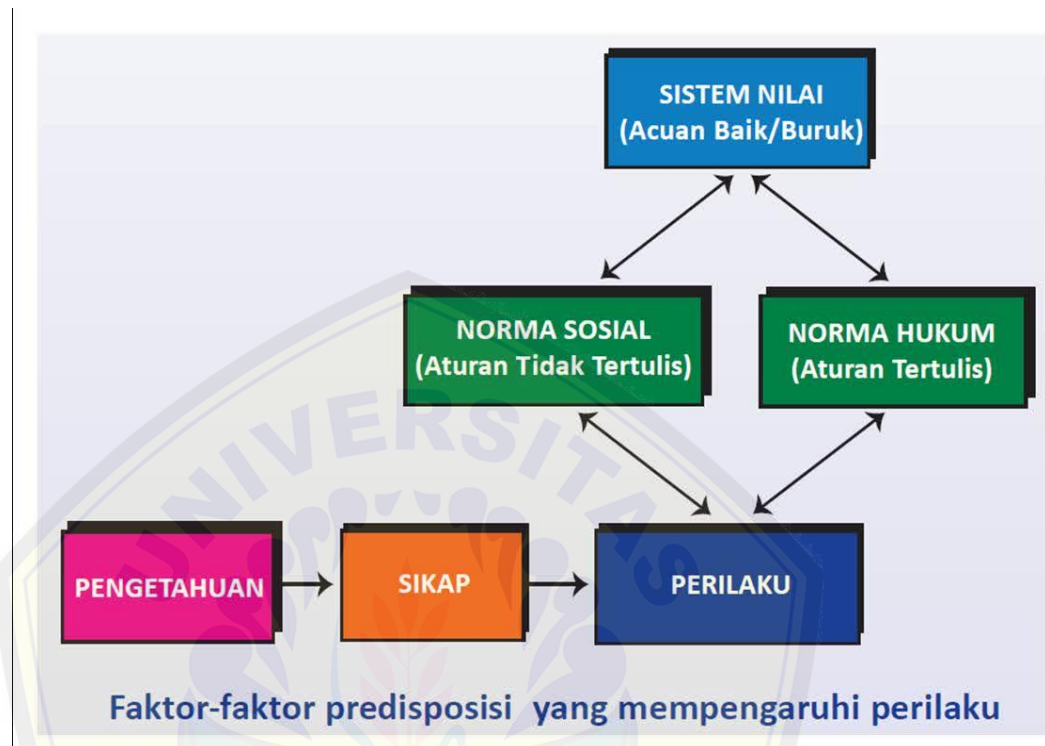 SISTEM NILAI
(Acuan Baik/Buruk)
NORMA SOSIAL
(Aturan Tidak Tertulis)
NORMA HUKUM
(Aturan Tertulis)
UNIVERSITAS
PENGETAHUAN
SIKAP
PERILAKU
Faktor-faktor predisposisi yang mempengaruhi perilaku